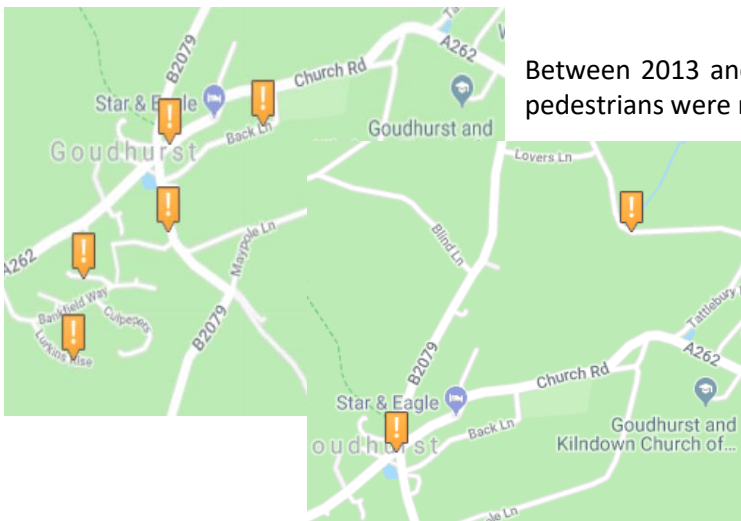 Between 2013 and
pedestrians were
B2079
A262
Church Rd
Star & Eagle
Back Ln
Goudhurst and
Goudhurst
Maypole Ln
A262
Bankfield Way
Culpepers
Lurkins Rise
B2079
Lovers Ln
Blind Ln
Tattlebury
B2079
A262
Church Rd
Star & Eagle
Goudhurst and
Kilndown Church of...
Back Ln
oudhurst
le Ln